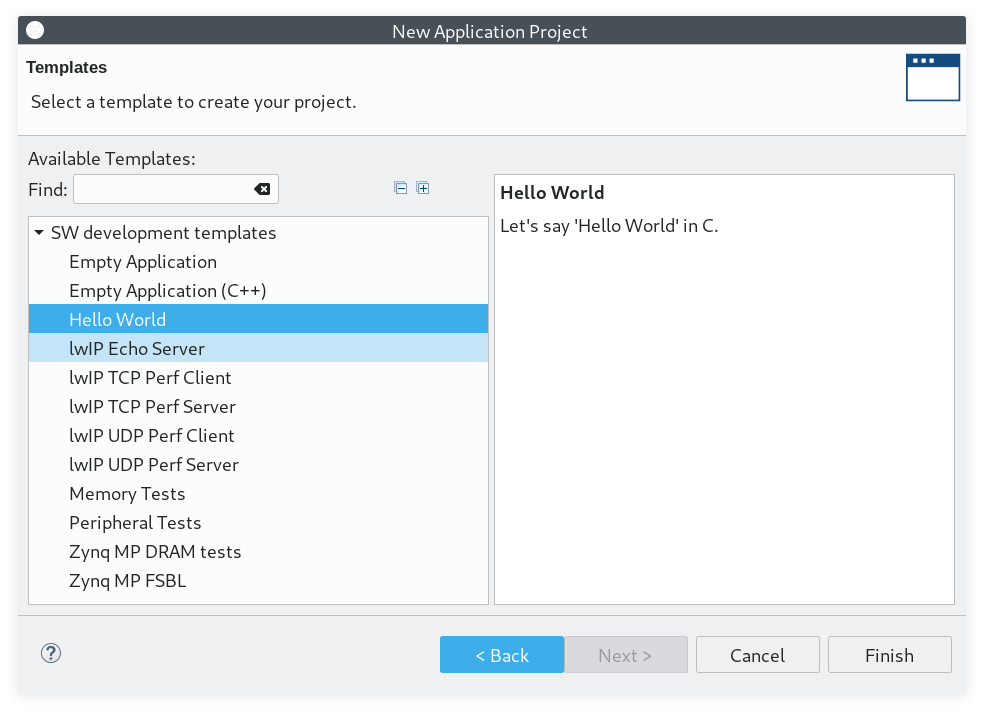 New Application Project
Templates
Select a template to create your project.
Available Templates:
Find:
SW development templates
Empty Application
Empty Application (C++)
Hello World
lwIP Echo Server
lwIP TCP Perf Client
lwIP TCP Perf Server
lwIP UDP Perf Client
lwIP UDP Perf Server
Memory Tests
Peripheral Tests
Zynq MP DRAM tests
Zynq MP FSBL
Hello World
Let's say 'Hello World' in C.
?
< Back
Next >
Cancel
Finish